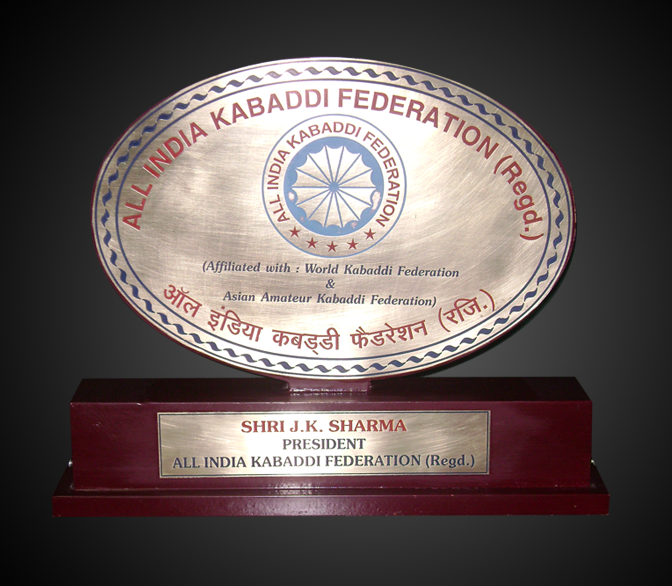 ALL INDIA KABADDI FEDERATION (Regd.)
ALL INDIA KABADDI FEDERATION
(Affiliated with : World Kabaddi Federation
&
Asian Amateur Kabaddi Federation)
ऑल इंडिया कबड्डी फैडरेशन (रजि.)
SHRI J.K. SHARMA
PRESIDENT
ALL INDIA KABADDI FEDERATION (Regd.)